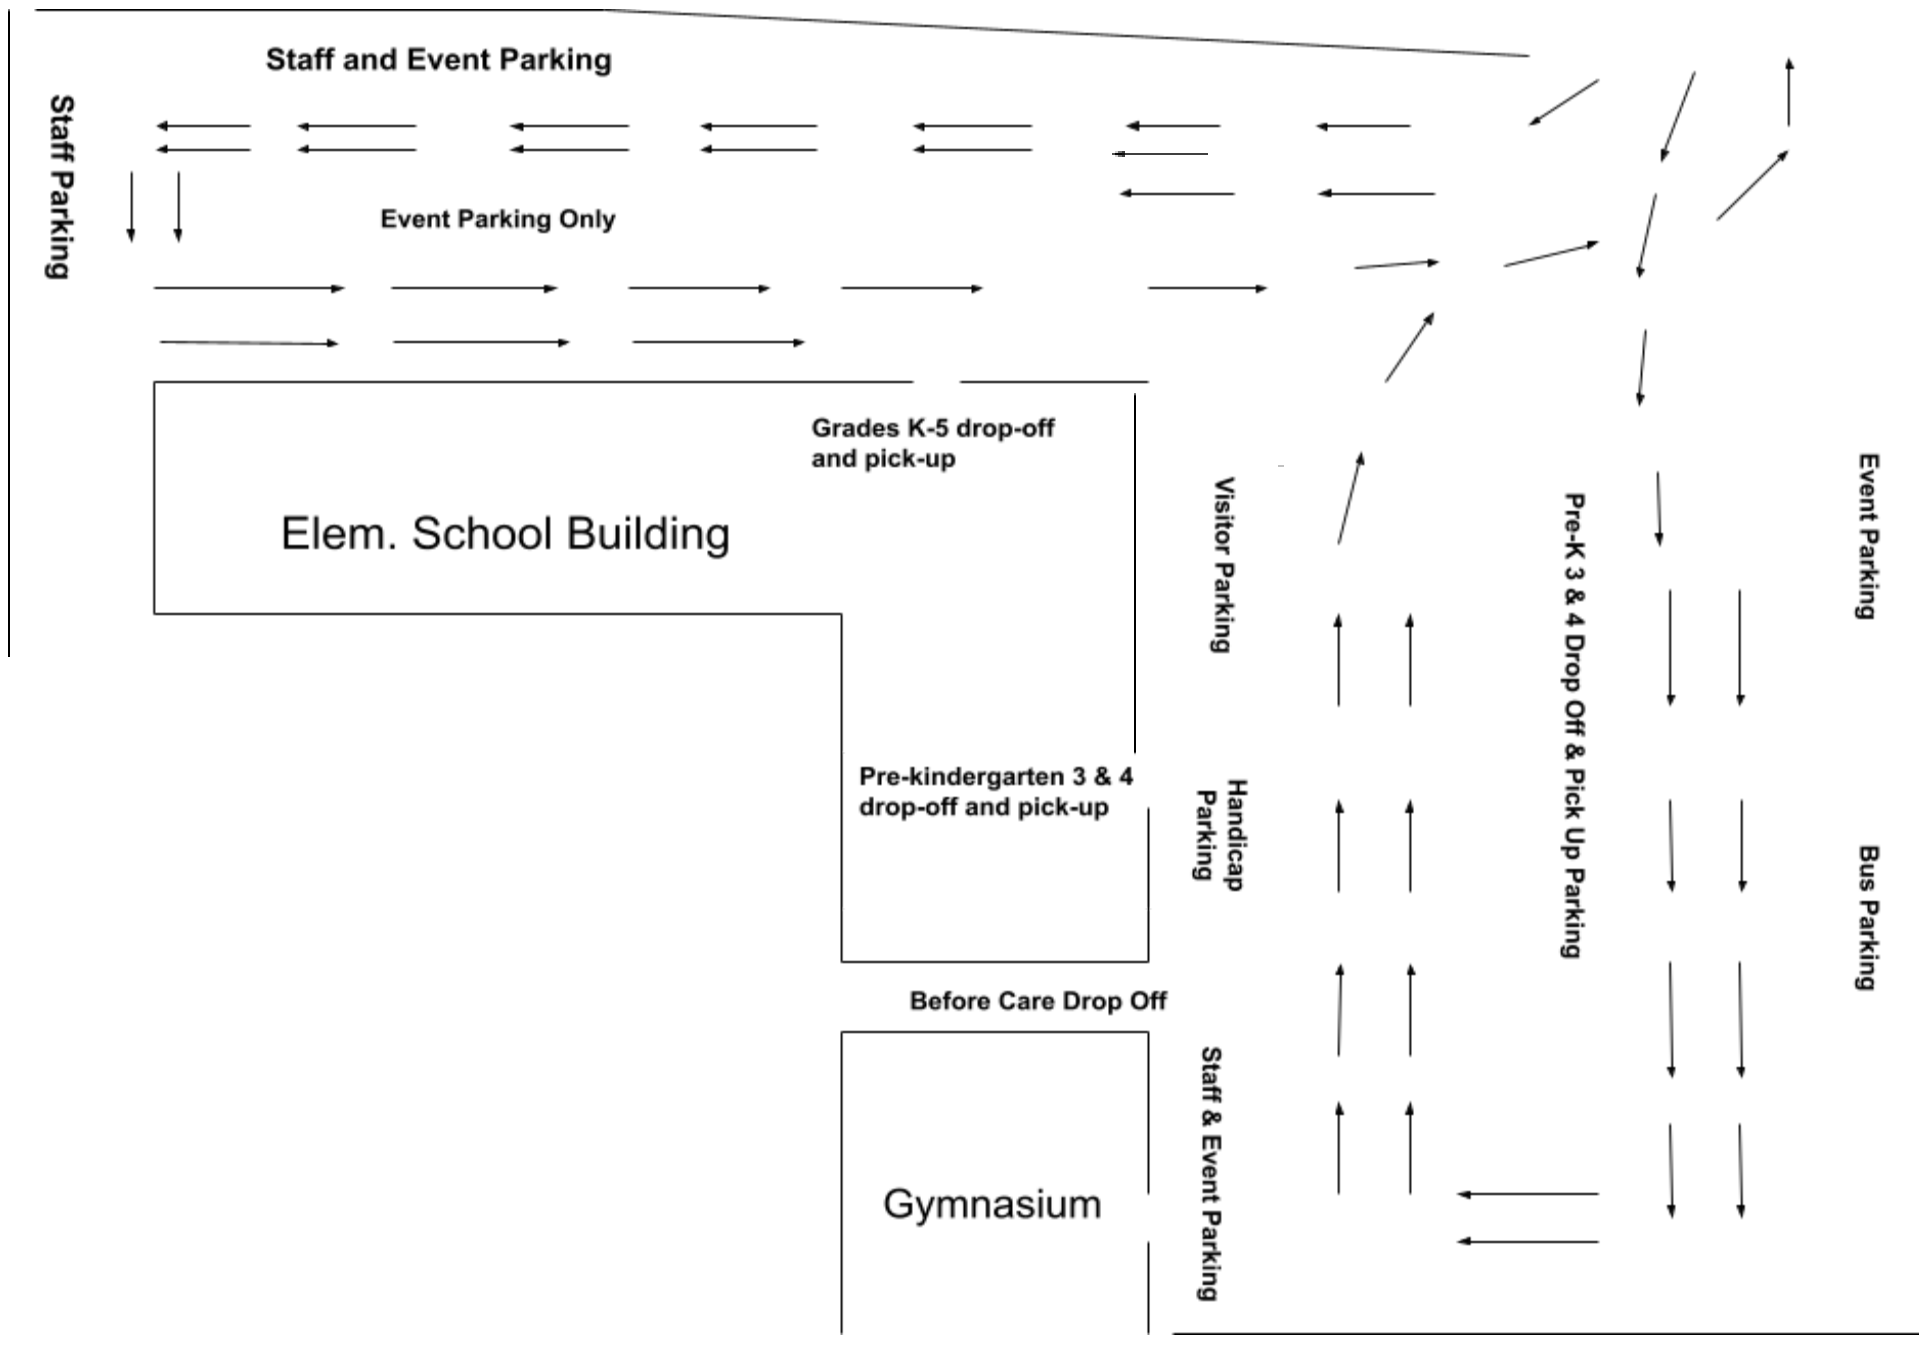 Staff and Event Parking
Staff Parking
Event Parking Only
Grades K-5 drop-off
and pick-up
Elem. School Building
Visitor Parking
Pre-K 3 & 4 Drop Off & Pick Up Parking
Event Parking
Pre-kindergarten 3 & 4
drop-off and pick-up
Handicap
Parking
Bus Parking
Before Care Drop Off
Staff & Event Parking
Gymnasium